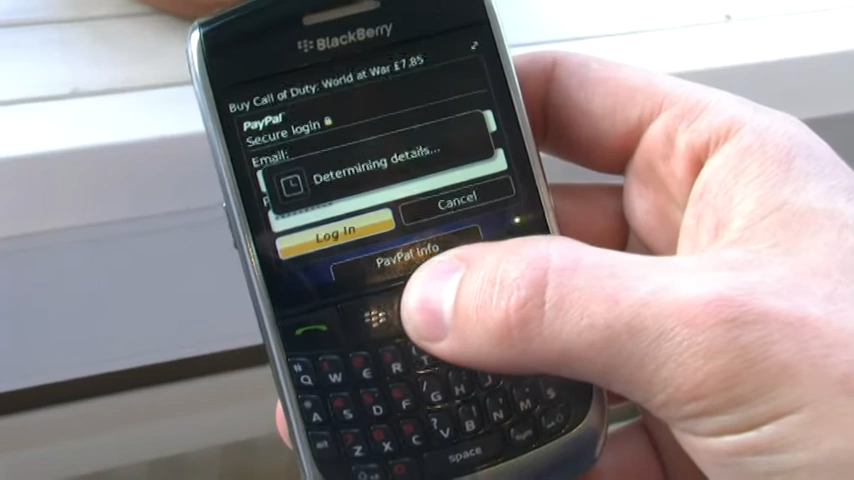 BlackBerry
Buy Call of Duty: World at War £7.85
PayPal
Secure login
Email:
Determining details...
Log In
Cancel
PayPal Info
Q W € R
A S D F G H J
Z X C V B N M $
space